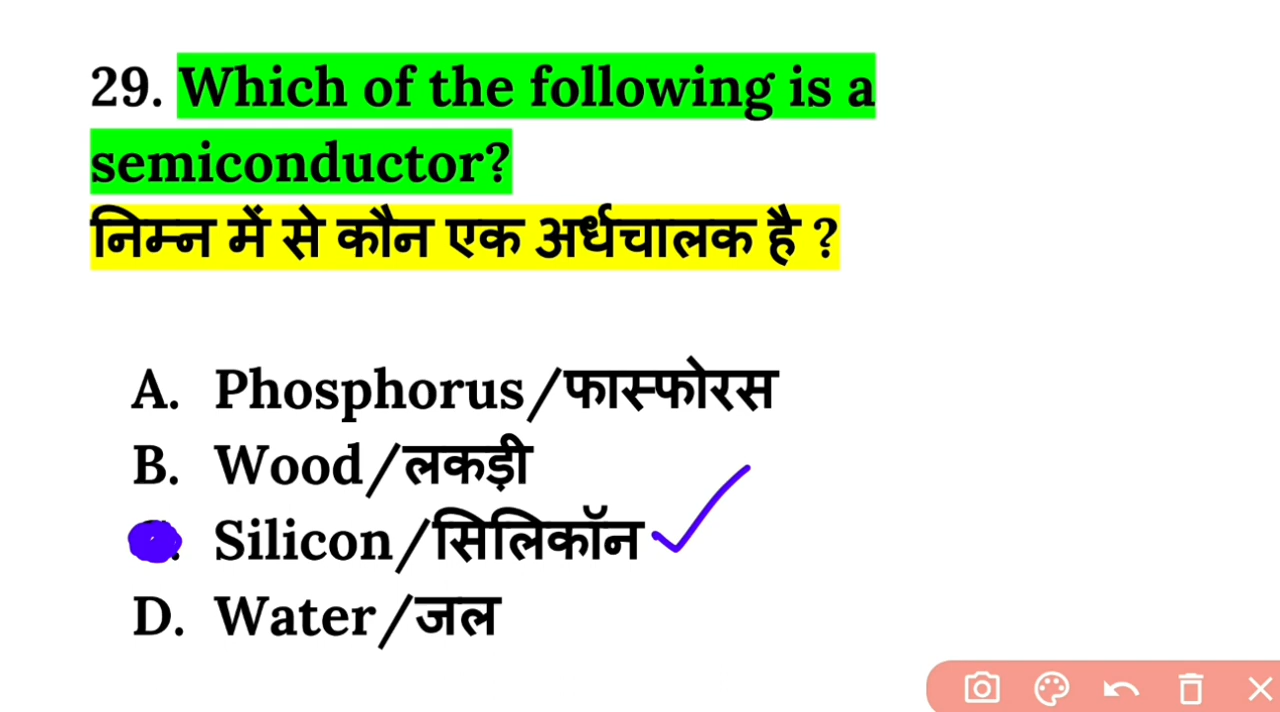 29. Which of the following is a
semiconductor?
निम्न में से कौन एक अर्धचालक है ?
A. Phosphorus/फास्फोरस
B. Wood/लकड़ी
Silicon/सिलिकॉन
D. Water/जल